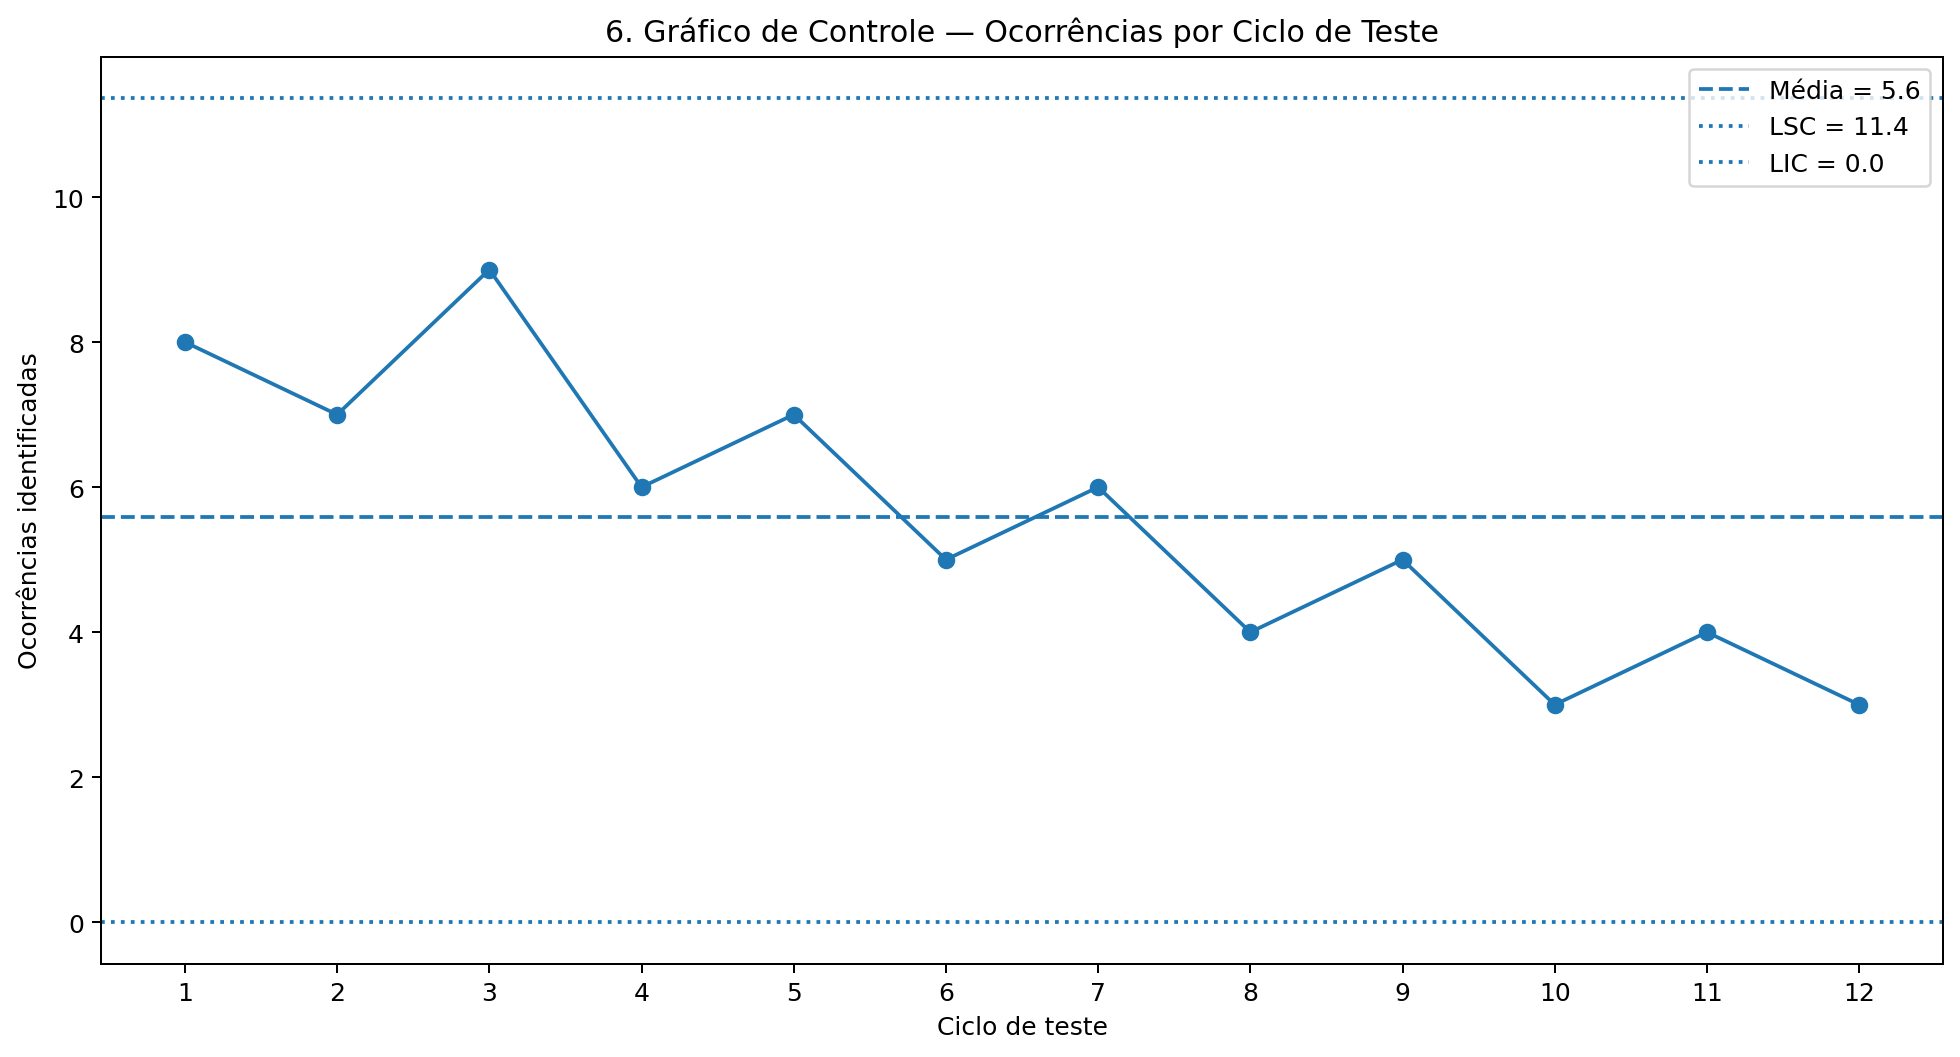 6. Gráfico de Controle — Ocorrências por Ciclo de Teste
Média = 5.6
LSC = 11.4
LIC = 0.0
Ocorrências identificadas
10
8
6
4
2
0
1 2 3 4 5 6 7 8 9 10 11 12
Ciclo de teste